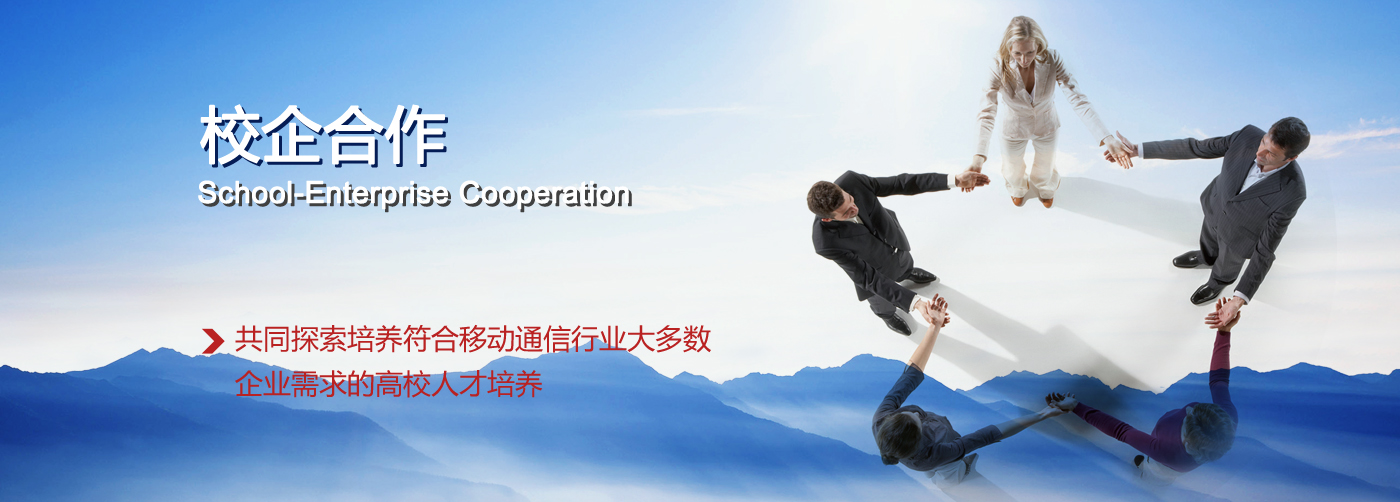 校企合作
School-Enterprise Cooperation
共同探索培养符合移动通信行业大多数
企业需求的高校人才培养